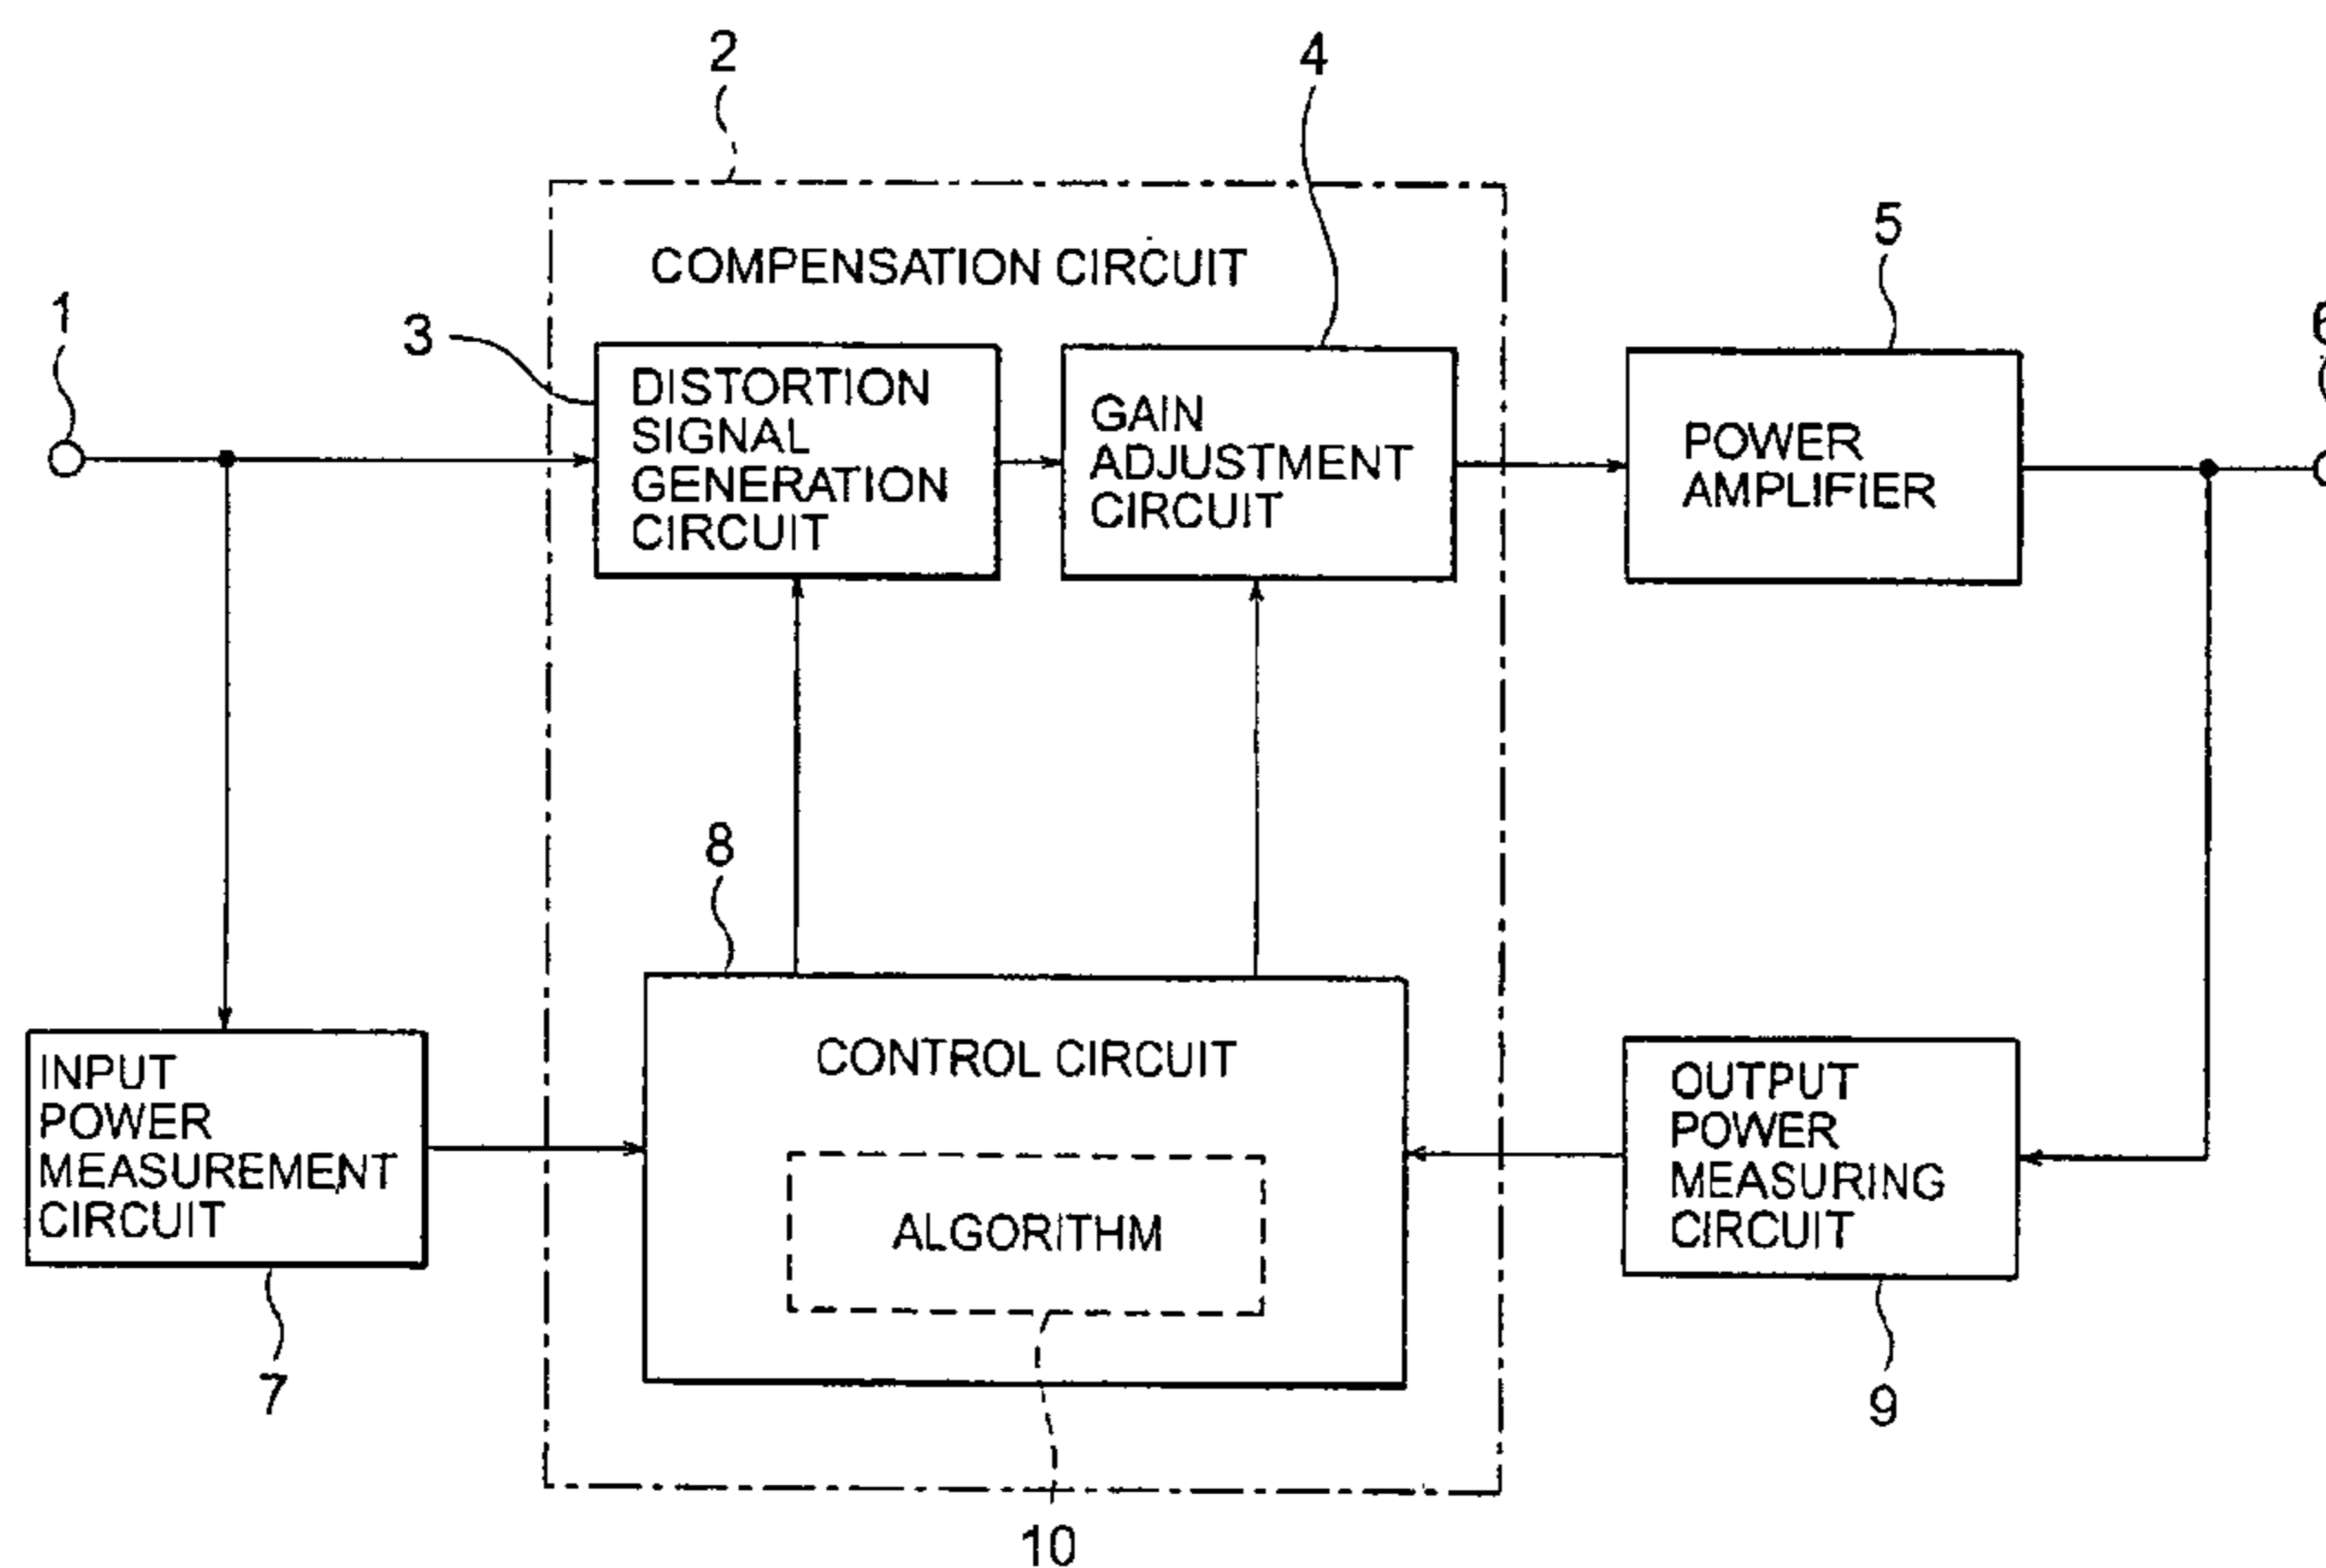 2
4
COMPENSATION CIRCUIT
5
1
3
6
DISTORTION
SIGNAL
GENERATION
CIRCUIT
GAIN
ADJUSTMENT
CIRCUIT
POWER
AMPLIFIER
8
INPUT
POWER
MEASUREMENT
CIRCUIT
CONTROL CIRCUIT
ALGORITHM
OUTPUT
POWER
MEASURING
CIRCUIT
7
9
10